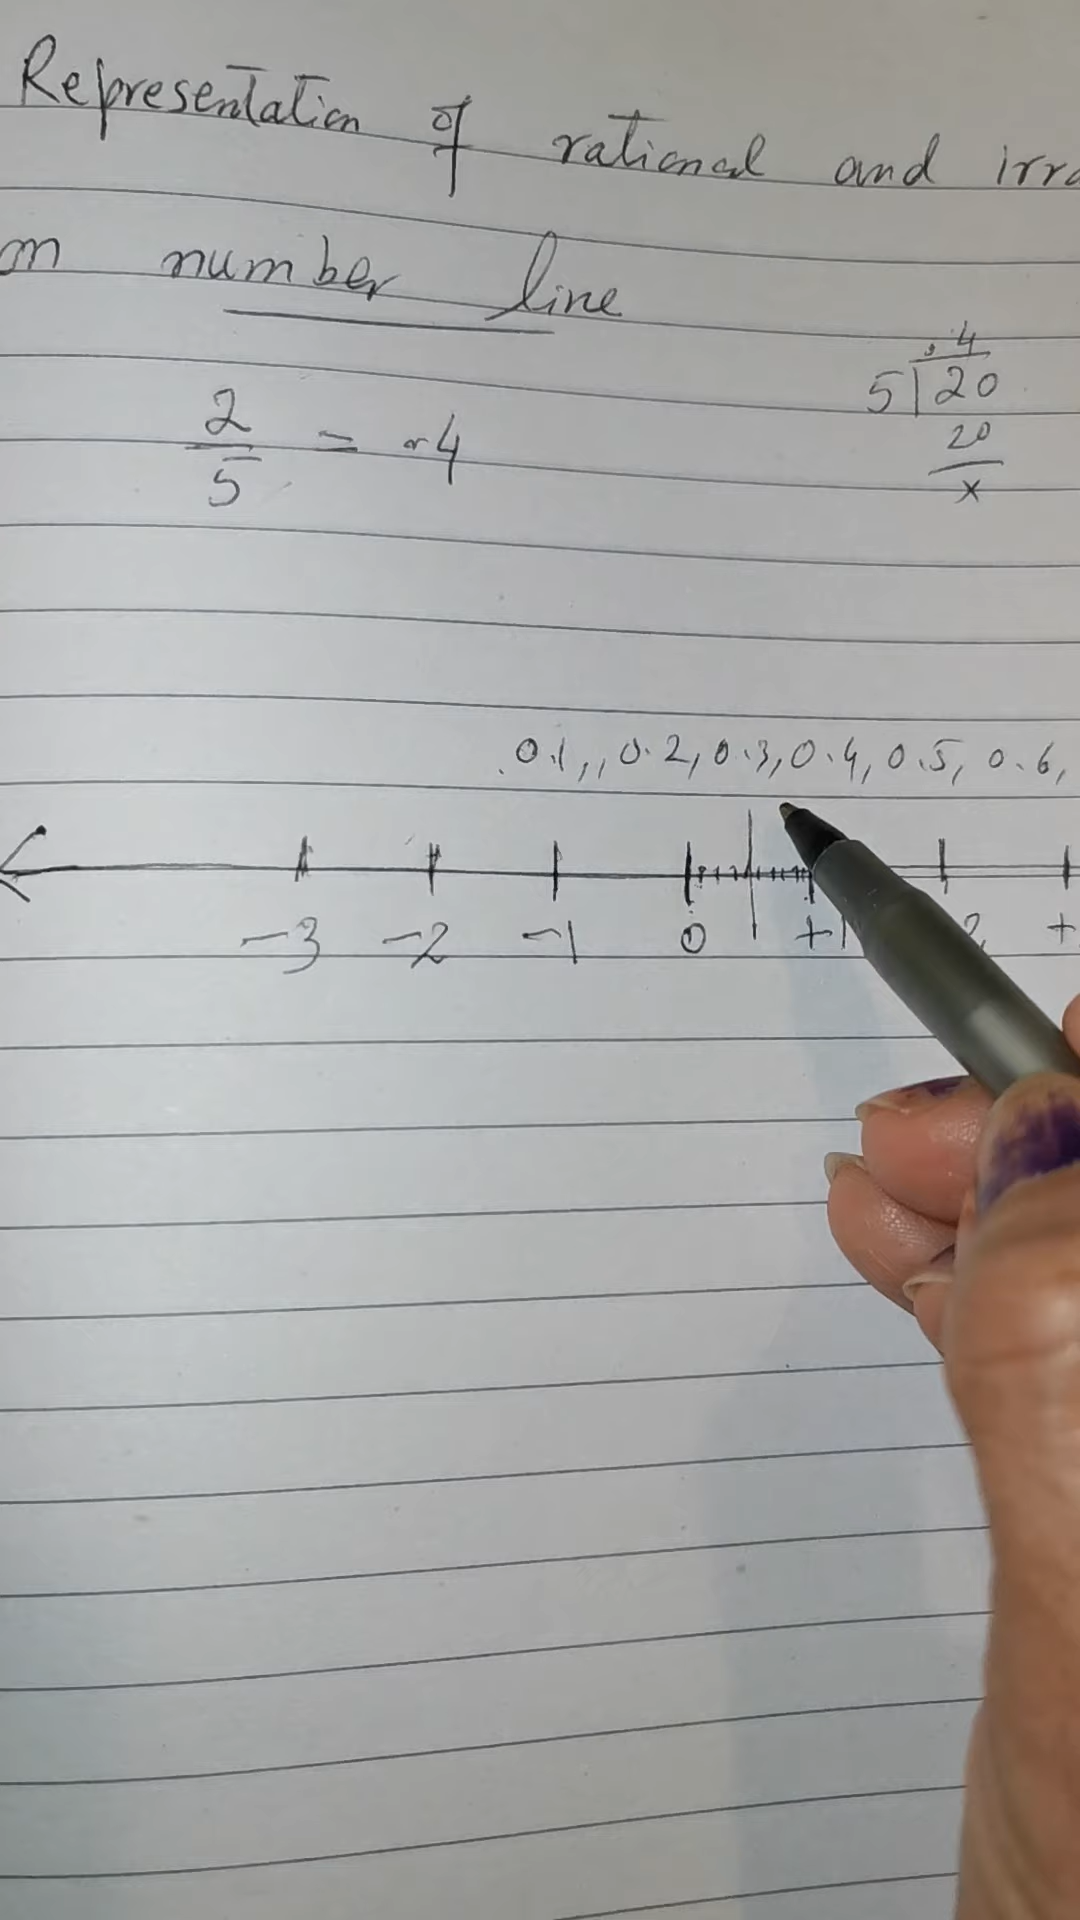 Representation of rational and irra
on number line
2/5 = .4
.4
5|20
20
x
0.1,, 0.2, 0.3, 0.4, 0.5, 0.6,
-3 -2 -1 0 +1 2 +